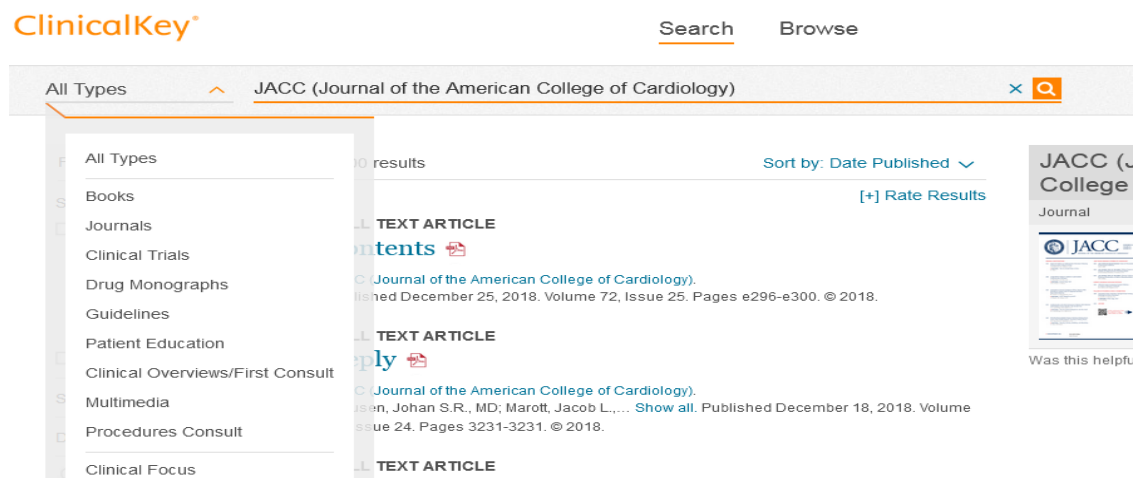 ClinicalKey®
Search Browse
All Types JACC (Journal of the American College of Cardiology) ×
All Types
Books
Journals
Clinical Trials
Drug Monographs
Guidelines
Patient Education
Clinical Overviews/First Consult
Multimedia
Procedures Consult
Clinical Focus
results
Sort by: Date Published
[+] Rate Results
TEXT ARTICLE
ntents
(Journal of the American College of Cardiology).
ished December 25, 2018. Volume 72, Issue 25. Pages e296-e300. © 2018.
TEXT ARTICLE
ply
(Journal of the American College of Cardiology).
sen, Johan S.R., MD; Marott, Jacob L.,... Show all. Published December 18, 2018. Volume
sue 24. Pages 3231-3231. © 2018.
TEXT ARTICLE
JACC (J
College
Journal
JACC
Was this helpfu